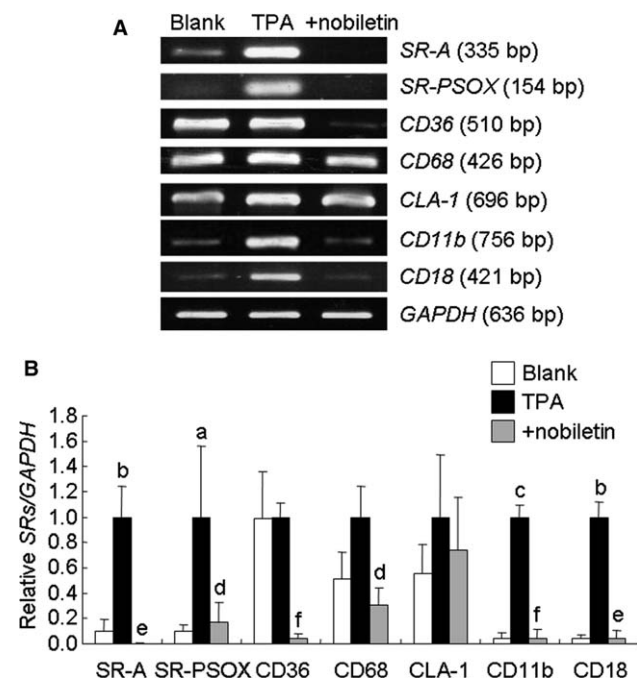 A
Blank TPA +nobiletin
SR-A (335 bp)
SR-PSOX (154 bp)
CD36 (510 bp)
CD68 (426 bp)
CLA-1 (696 bp)
CD11b (756 bp)
CD18 (421 bp)
GAPDH (636 bp)
B
Blank
TPA
+nobiletin
Relative SRs/GAPDH
1.8
1.6
1.4
1.2
1.0
0.8
0.6
0.4
0.2
0.0
b e a d f d c f b e
SR-A SR-PSOX CD36 CD68 CLA-1 CD11b CD18